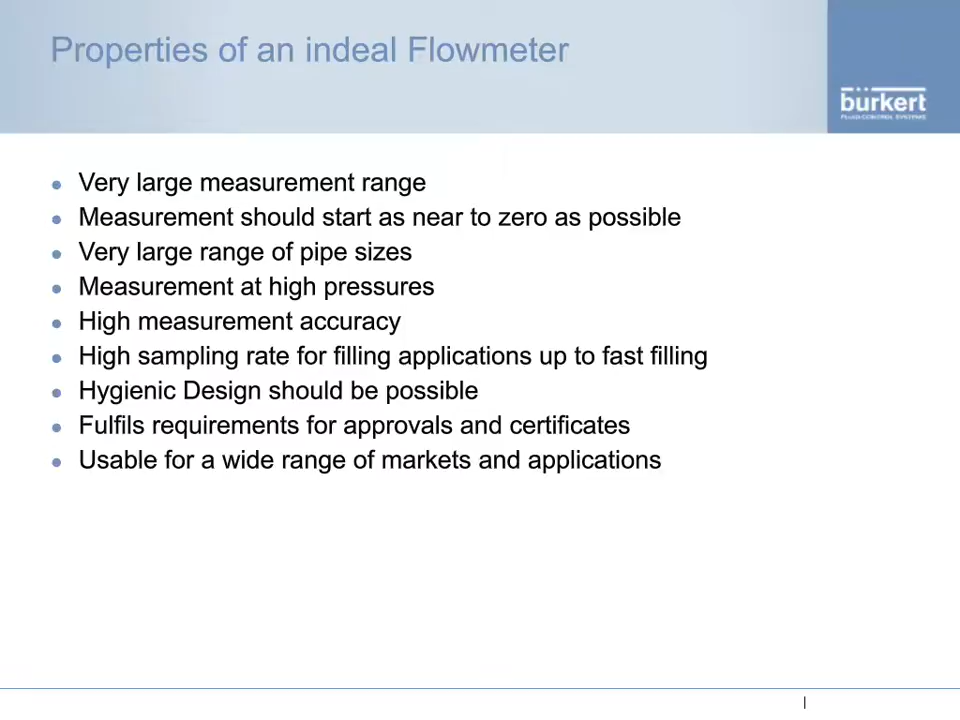 Properties of an indeal Flowmeter
bürkert
FLUID CONTROL SYSTEMS
Very large measurement range
Measurement should start as near to zero as possible
Very large range of pipe sizes
Measurement at high pressures
High measurement accuracy
High sampling rate for filling applications up to fast filling
Hygienic Design should be possible
Fulfils requirements for approvals and certificates
Usable for a wide range of markets and applications
|